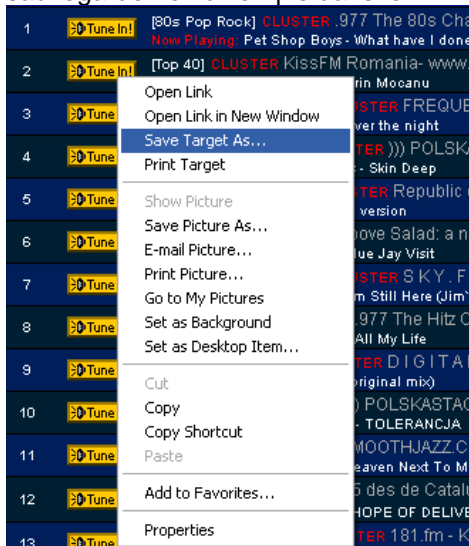 1 Tune In! [80s Pop Rock] CLUSTER .977 The 80s Cha
Now Playing: Pet Shop Boys - What have I done
2 Tune In! [Top 40] CLUSTER KissFM Romania- www.
rin Mocanu
Open Link
Open Link in New Window
Save Target As...
Print Target
Show Picture
Save Picture As...
E-mail Picture...
Print Picture...
Go to My Pictures
Set as Background
Set as Desktop Item...
Cut
Copy
Copy Shortcut
Paste
Add to Favorites...
Properties
3 Tune STER FREQUE
ver the night
4 Tune TER ))) POLSKA
- Skin Deep
5 Tune TER Republic
version
6 Tune ove Salad: a n
lue Jay Visit
7 Tune STER S K Y . F
m Still Here (Jim
8 Tune .977 The Hitz C
All My Life
9 Tune TER D I G I T A
riginal mix)
10 Tune ) POLSKASTAC
- TOLERANCJA
11 Tune MOOTHJAZZ.C
eaven Next To M
12 Tune 5 des de Catalu
HOPE OF DELIVE
13 Tune TER 181.fm - K